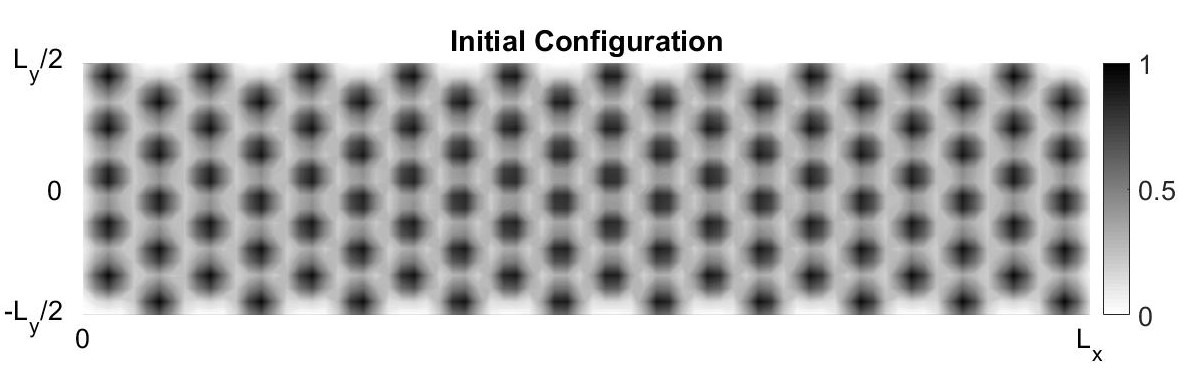 Initial Configuration
L_y/2
0
-L_y/2
0
L_x
1
0.5
0